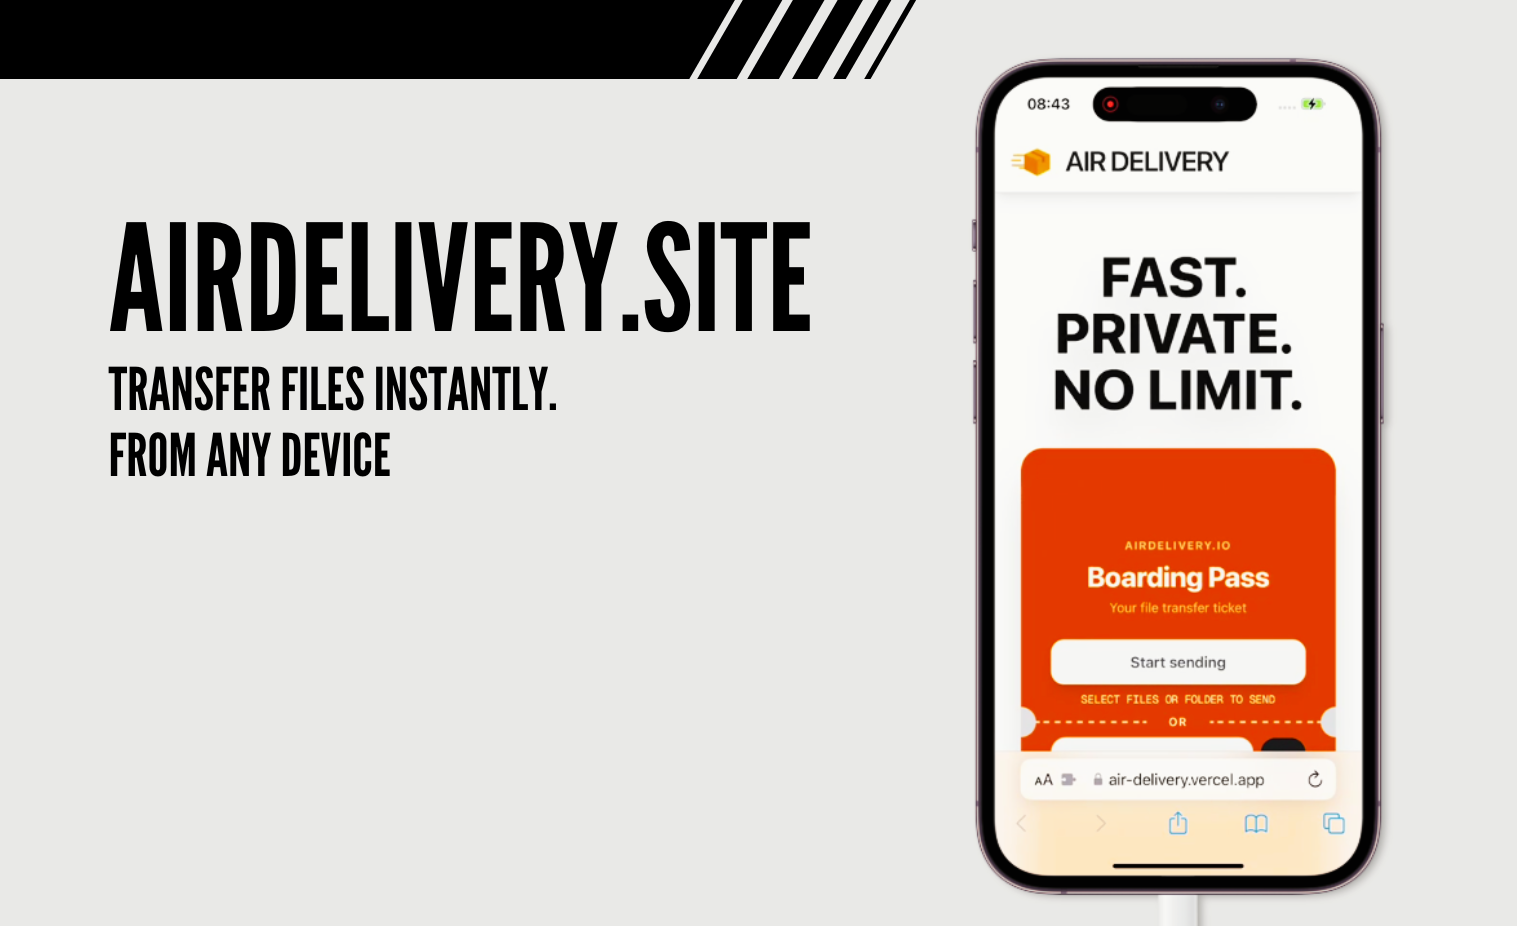 AIRDELIVERY.SITE
TRANSFER FILES INSTANTLY.
FROM ANY DEVICE
08:43
AIR DELIVERY
FAST.
PRIVATE.
NO LIMIT.
AIRDELIVERY.IO
Boarding Pass
Your file transfer ticket
Start sending
SELECT FILES OR FOLDER TO SEND
OR
AA air-delivery.vercel.app